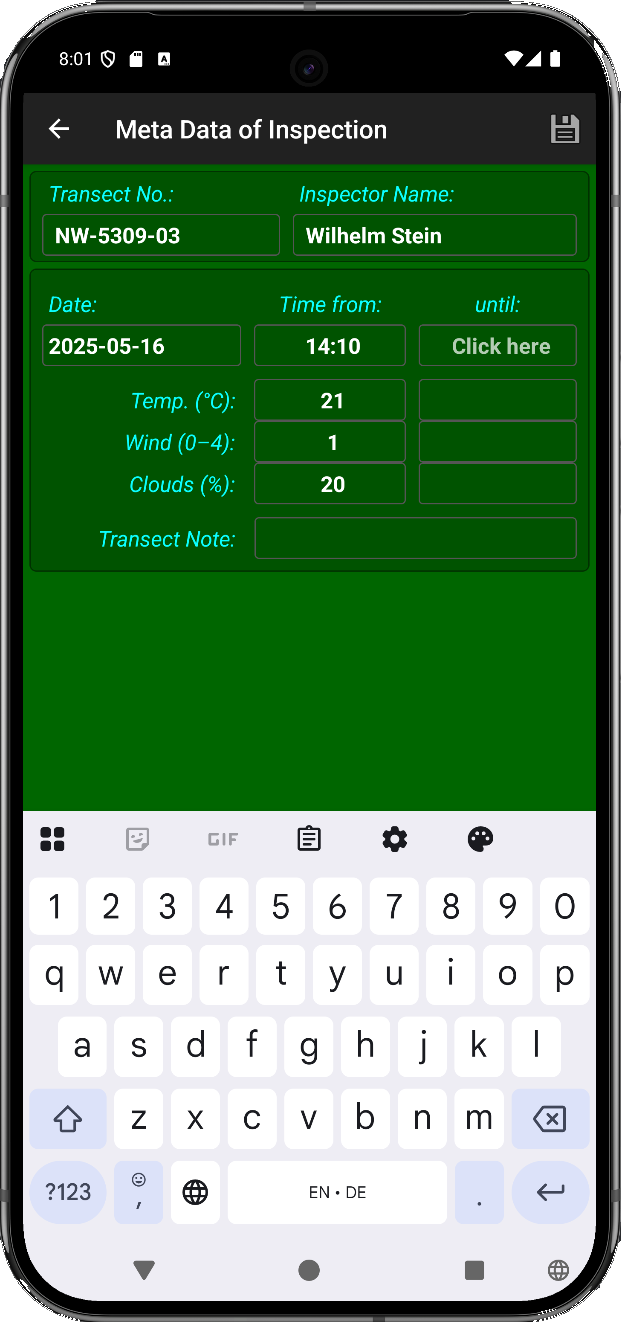 8:01
Meta Data of Inspection
Transect No.: Inspector Name:
NW-5309-03 Wilhelm Stein
Date: Time from: until:
2025-05-16 14:10 Click here
Temp. (°C): 21
Wind (0–4): 1
Clouds (%): 20
Transect Note:
GIF
1 2 3 4 5 6 7 8 9 0
q w e r t y u i o p
a s d f g h j k l
z x c v b n m
?123 , EN • DE .